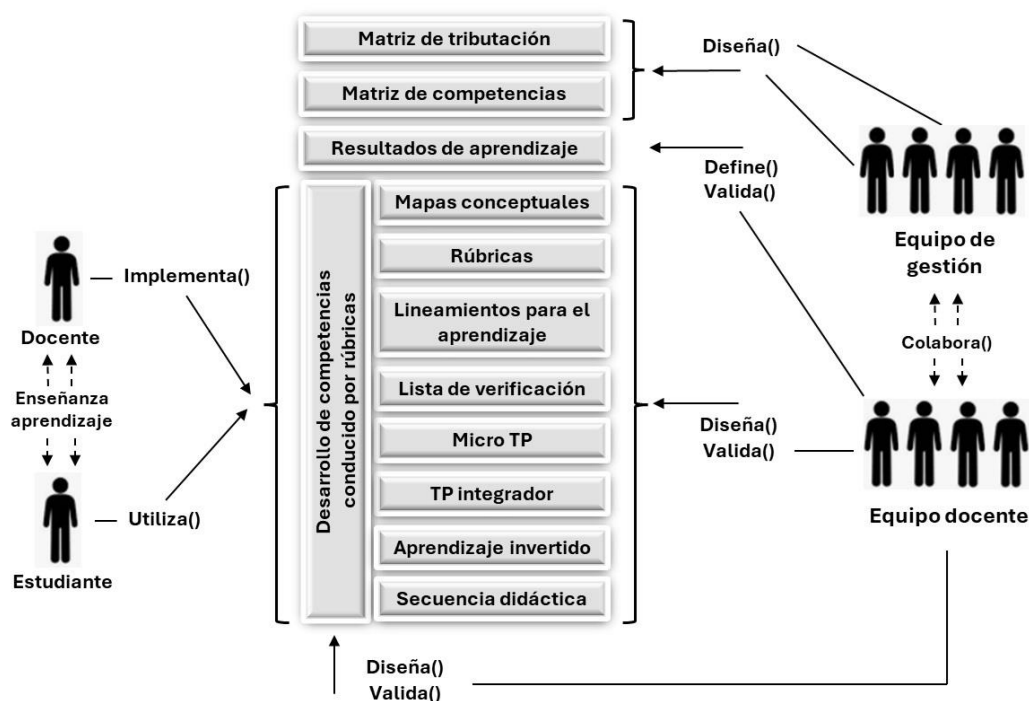 Matriz de tributación
Matriz de competencias
Resultados de aprendizaje
Desarrollo de competencias
conducido por rúbricas
Mapas conceptuales
Rúbricas
Lineamientos para el
aprendizaje
Lista de verificación
Micro TP
TP integrador
Aprendizaje invertido
Secuencia didáctica
Implementa()
Docente
Enseñanza
aprendizaje
Utiliza()
Estudiante
Diseña()
Define()
Valida()
Equipo de
gestión
Colabora()
Diseña()
Valida()
Equipo docente
Diseña()
Valida()